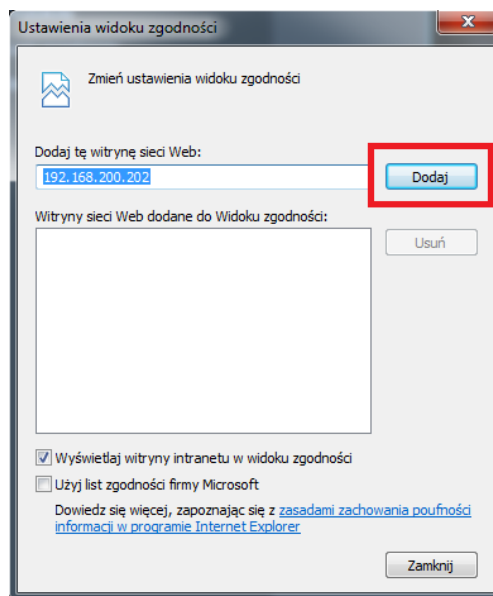 Ustawienia widoku zgodności
Zmień ustawienia widoku zgodności
Dodaj tę witrynę sieci Web:
192.168.200.202
Dodaj
Witryny sieci Web dodane do Widoku zgodności:
Usuń
Wyświetlaj witryny intranetu w widoku zgodności
Użyj list zgodności firmy Microsoft
Dowiedz się więcej, zapoznając się z zasadami zachowania poufności
informacji w programie Internet Explorer
Zamknij